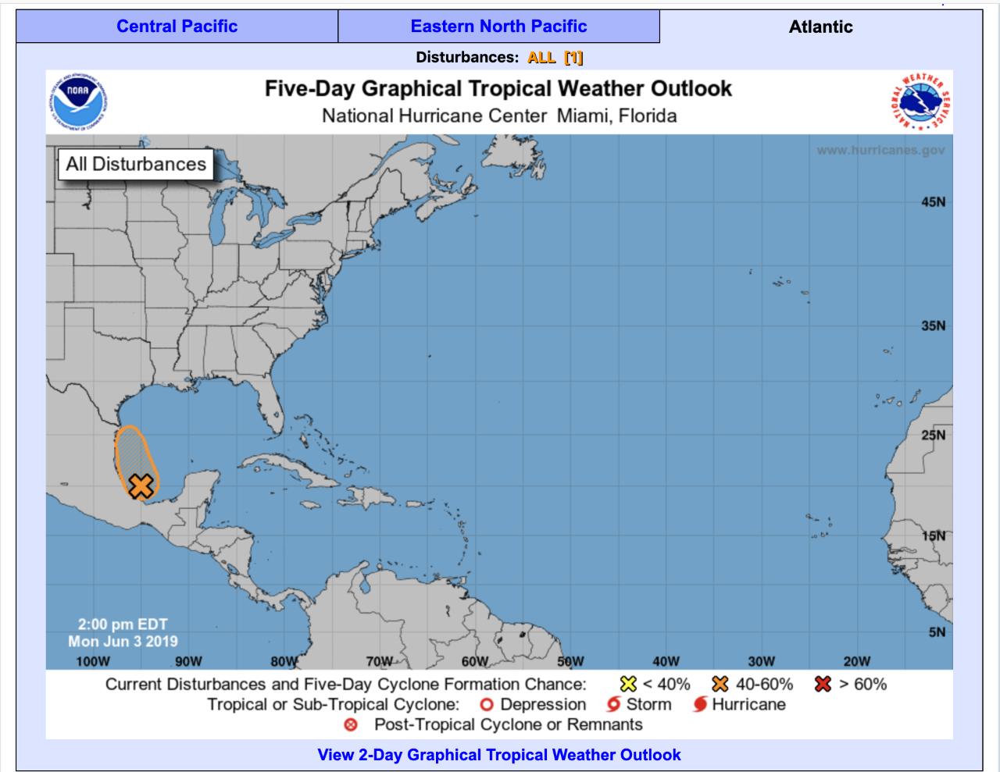 Central Pacific
Eastern North Pacific
Atlantic
Disturbances: ALL [1]
Five-Day Graphical Tropical Weather Outlook
National Hurricane Center Miami, Florida
NOAA
NATIONAL WEATHER SERVICE
www.hurricanes.gov
All Disturbances
45N
35N
25N
15N
5N
2:00 pm EDT
Mon Jun 3 2019
100W 90W 80W 70W 60W 50W 40W 30W 20W
Current Disturbances and Five-Day Cyclone Formation Chance: < 40% 40-60% > 60%
Tropical or Sub-Tropical Cyclone: Depression Storm Hurricane
Post-Tropical Cyclone or Remnants
View 2-Day Graphical Tropical Weather Outlook